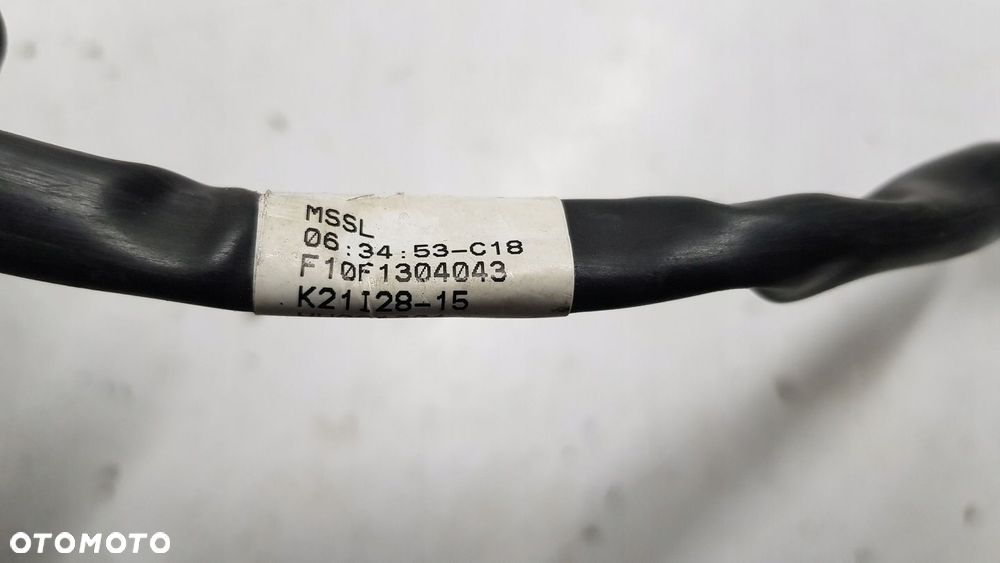 MSSL
06:34:53-C18
F10F1304043
K21I28-15
OTOMOTO